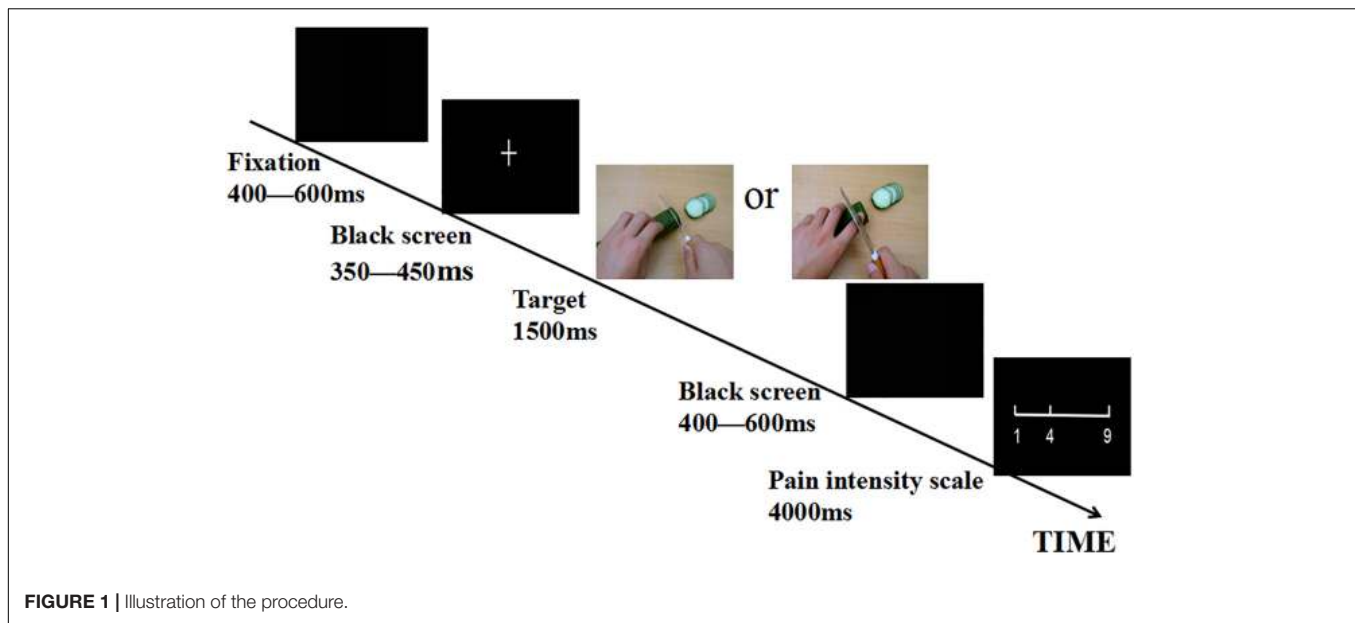 Fixation
400—600ms
Black screen
350—450ms
or
Target
1500ms
Black screen
400—600ms
1 4 9
Pain intensity scale
4000ms
TIME
FIGURE 1 | Illustration of the procedure.